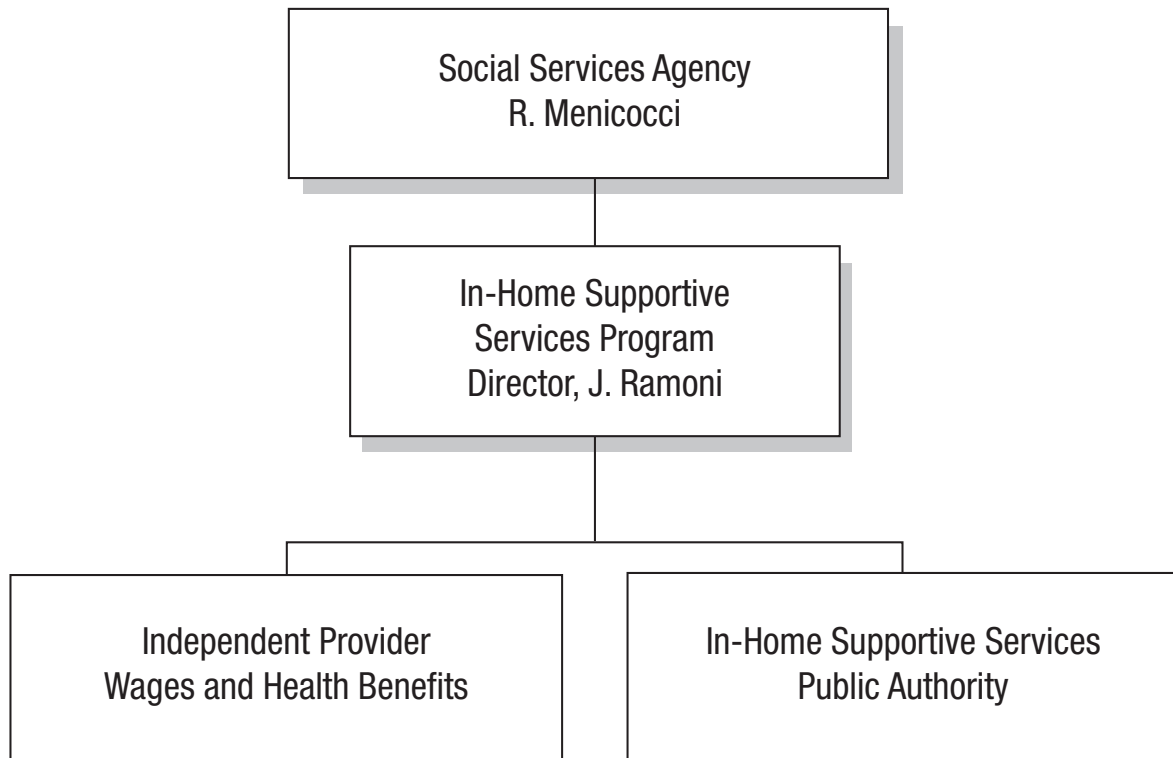 Social Services Agency
R. Menicocci
In-Home Supportive
Services Program
Director, J. Ramoni
Independent Provider
Wages and Health Benefits
In-Home Supportive Services
Public Authority